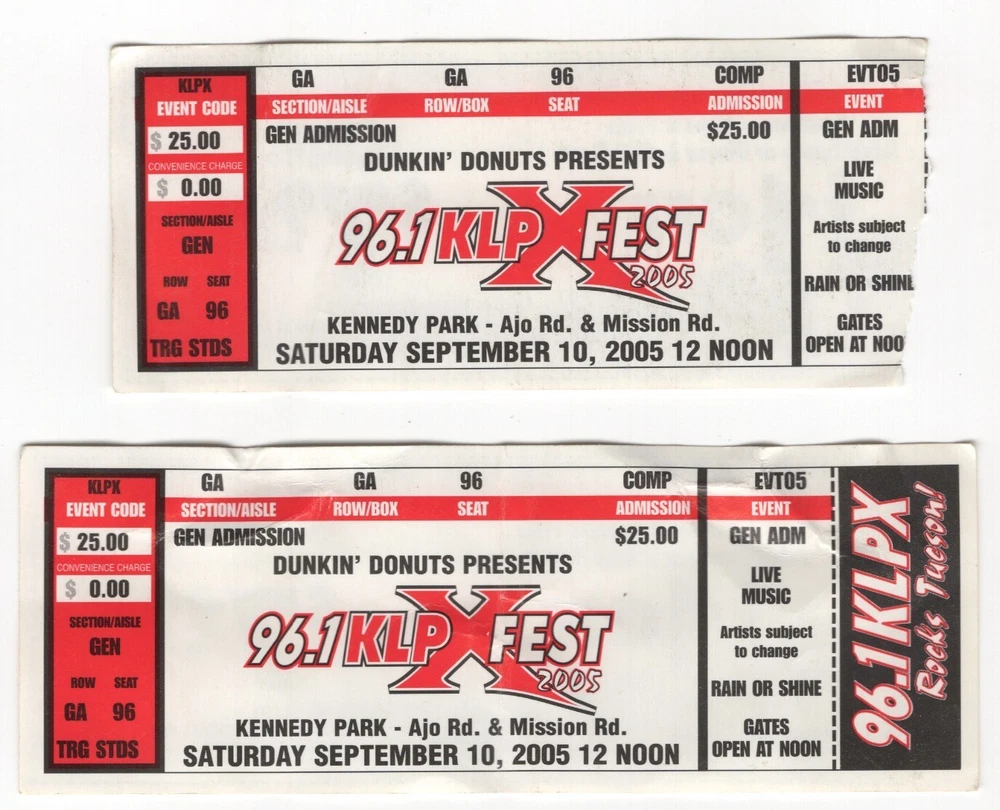 KLPX
EVENT CODE
$ 25.00
CONVENIENCE CHARGE
$ 0.00
SECTION/AISLE
GEN
ROW SEAT
GA 96
TRG STDS
GA GA 96 COMP
SECTION/AISLE ROW/BOX SEAT ADMISSION
GEN ADMISSION $25.00
DUNKIN' DONUTS PRESENTS
96.1 KLPXFEST
2005
KENNEDY PARK - Ajo Rd. & Mission Rd.
SATURDAY SEPTEMBER 10, 2005 12 NOON
EVT05
EVENT
GEN ADM
LIVE
MUSIC
Artists subject
to change
RAIN OR SHINE
GATES
OPEN AT NOO
KLPX
EVENT CODE
$ 25.00
CONVENIENCE CHARGE
$ 0.00
SECTION/AISLE
GEN
ROW SEAT
GA 96
TRG STDS
GA GA 96 COMP
SECTION/AISLE ROW/BOX SEAT ADMISSION
GEN ADMISSION $25.00
DUNKIN' DONUTS PRESENTS
96.1 KLPXFEST
2005
KENNEDY PARK - Ajo Rd. & Mission Rd.
SATURDAY SEPTEMBER 10, 2005 12 NOON
EVT05
EVENT
GEN ADM
LIVE
MUSIC
Artists subject
to change
RAIN OR SHINE
GATES
OPEN AT NOON
96.1 KLPX
Rocks Tucson!